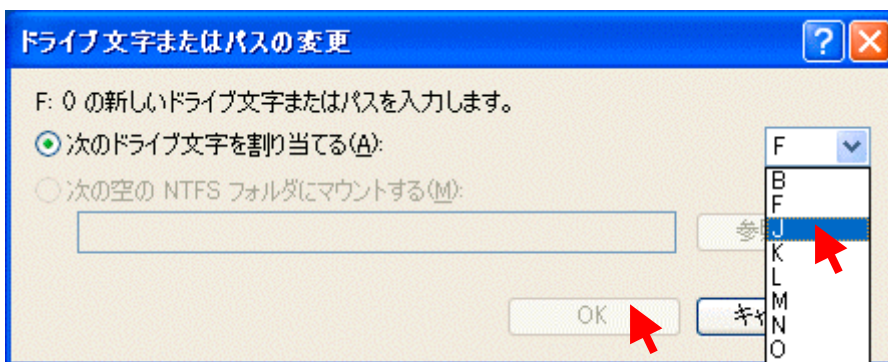 ドライブ文字またはパスの変更
F: 0 の新しいドライブ文字またはパスを入力します。
次のドライブ文字を割り当てる(A):
F
次の空の NTFS フォルダにマウントする(M):
B
F
J
K
L
M
N
O
OK